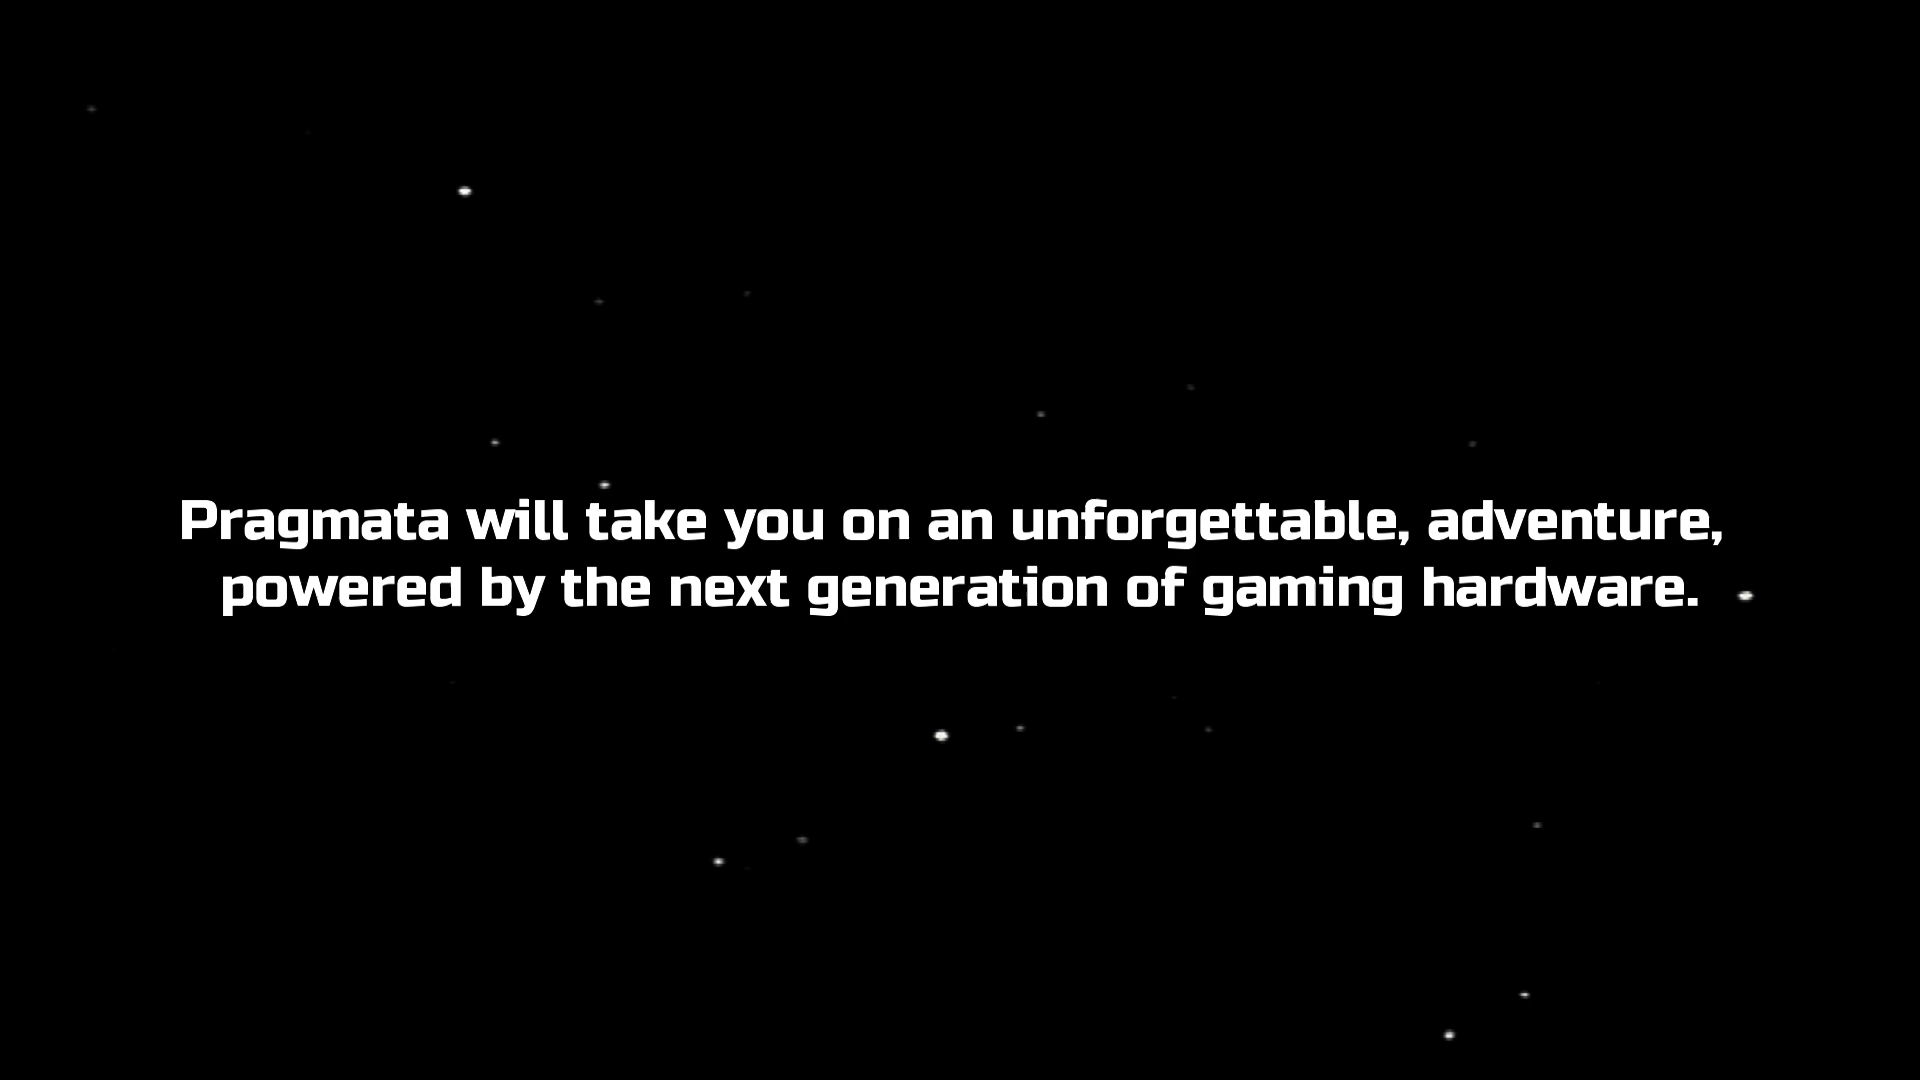 Pragmata will take you on an unforgettable, adventure,
powered by the next generation of gaming hardware.